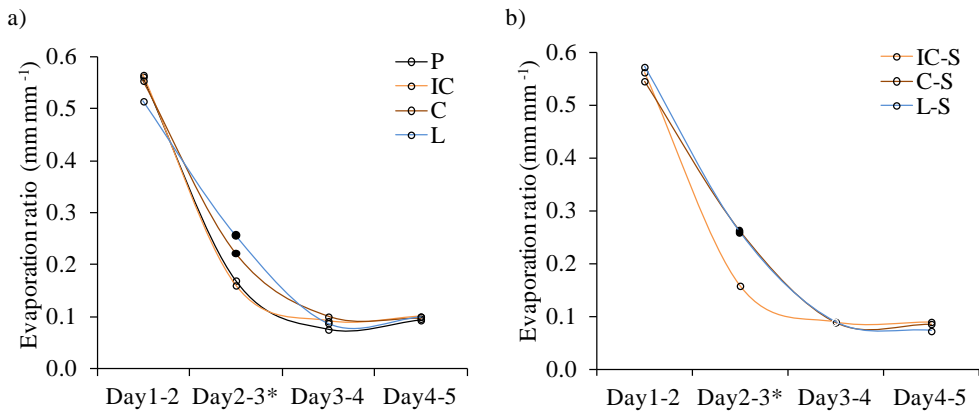 a)
Evaporation ratio (mm mm⁻¹)
0.6
0.5
0.4
0.3
0.2
0.1
0.0
P
IC
C
L
Day1-2 Day2-3* Day3-4 Day4-5
b)
Evaporation ratio (mm mm⁻¹)
0.6
0.5
0.4
0.3
0.2
0.1
0.0
IC-S
C-S
L-S
Day1-2 Day2-3* Day3-4 Day4-5